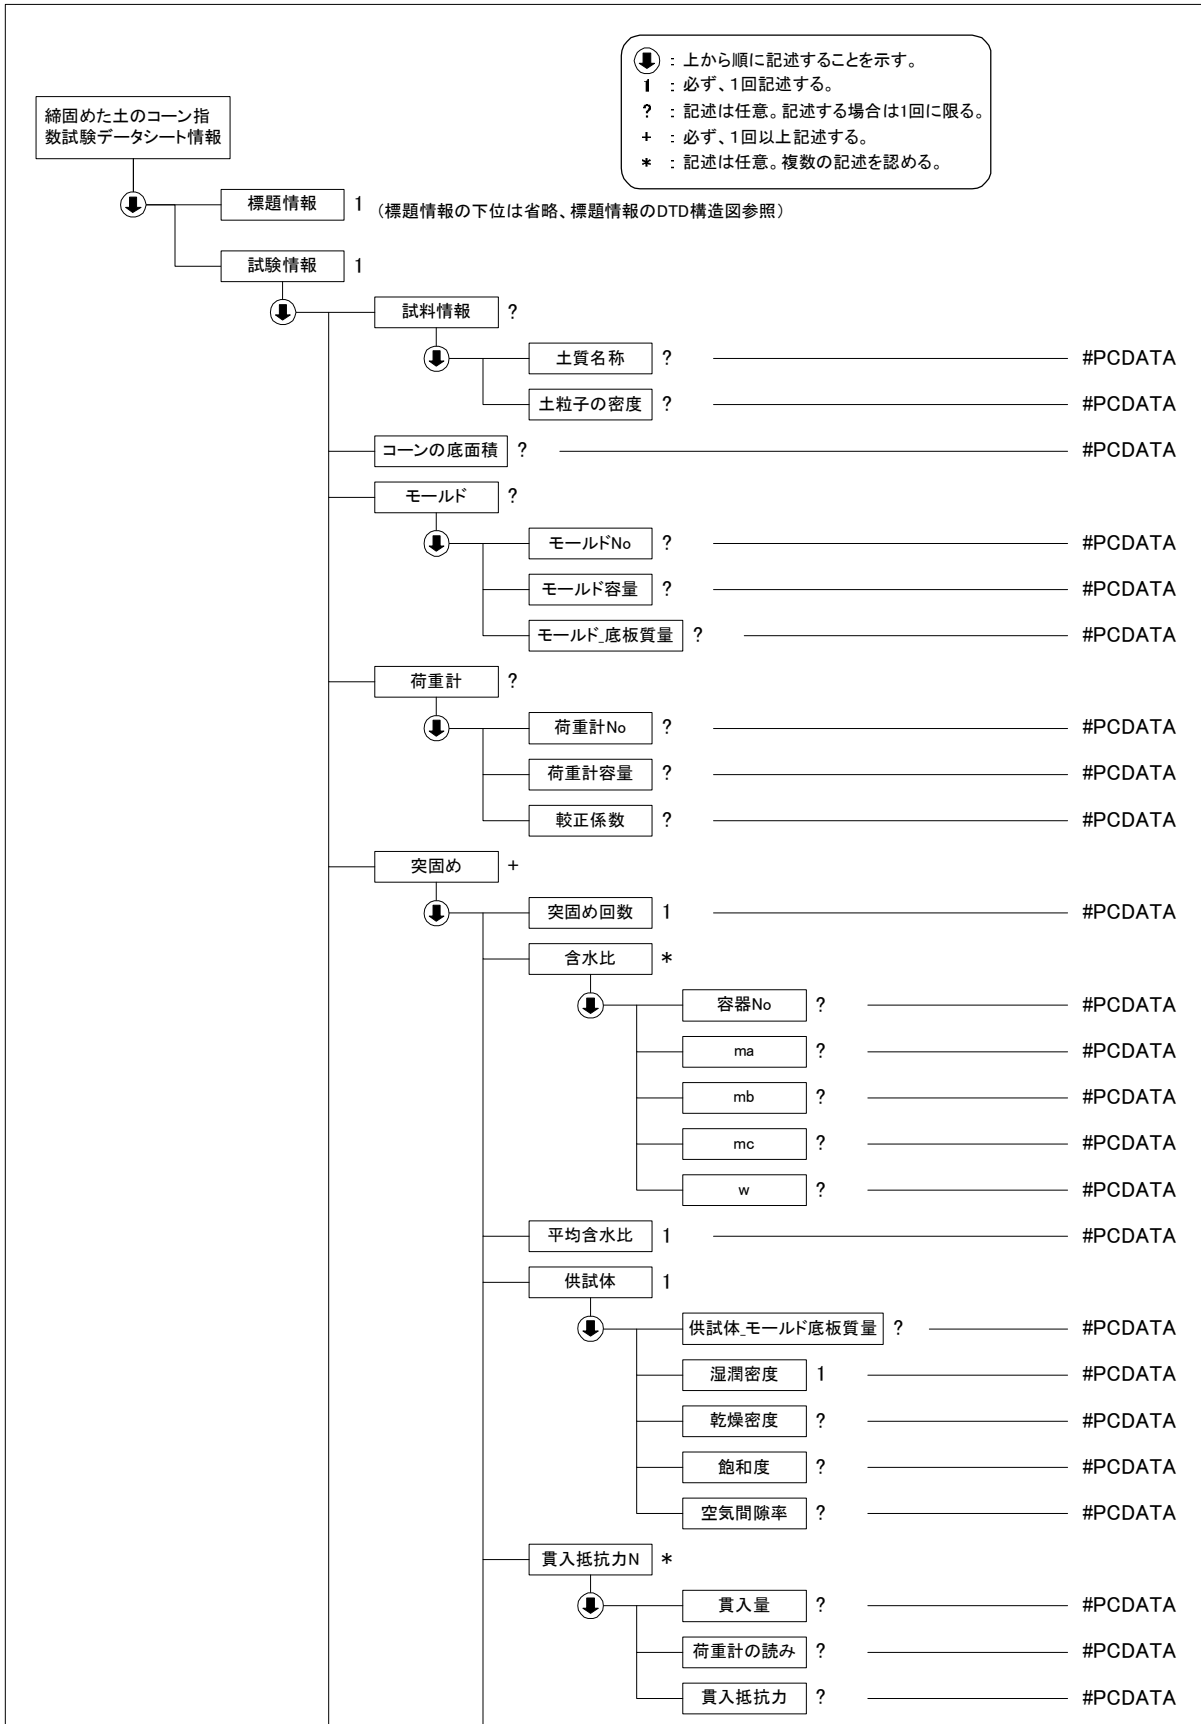 : 上から順に記述することを示す。
1 : 必ず、1回記述する。
? : 記述は任意。記述する場合は1回に限る。
+ : 必ず、1回以上記述する。
* : 記述は任意。複数の記述を認める。
締固めた土のコーン指
数試験データシート情報
標題情報 1 (標題情報の下位は省略、標題情報のDTD構造図参照)
試験情報 1
試料情報 ?
土質名称 ? #PCDATA
土粒子の密度 ? #PCDATA
コーンの底面積 ? #PCDATA
モールド ?
モールドNo ? #PCDATA
モールド容量 ? #PCDATA
モールド_底板質量 ? #PCDATA
荷重計 ?
荷重計No ? #PCDATA
荷重計容量 ? #PCDATA
較正係数 ? #PCDATA
突固め +
突固め回数 1 #PCDATA
含水比 *
容器No ? #PCDATA
ma ? #PCDATA
mb ? #PCDATA
mc ? #PCDATA
w ? #PCDATA
平均含水比 1 #PCDATA
供試体 1
供試体_モールド底板質量 ? #PCDATA
湿潤密度 1 #PCDATA
乾燥密度 ? #PCDATA
飽和度 ? #PCDATA
空気間隙率 ? #PCDATA
貫入抵抗力N *
貫入量 ? #PCDATA
荷重計の読み ? #PCDATA
貫入抵抗力 ? #PCDATA